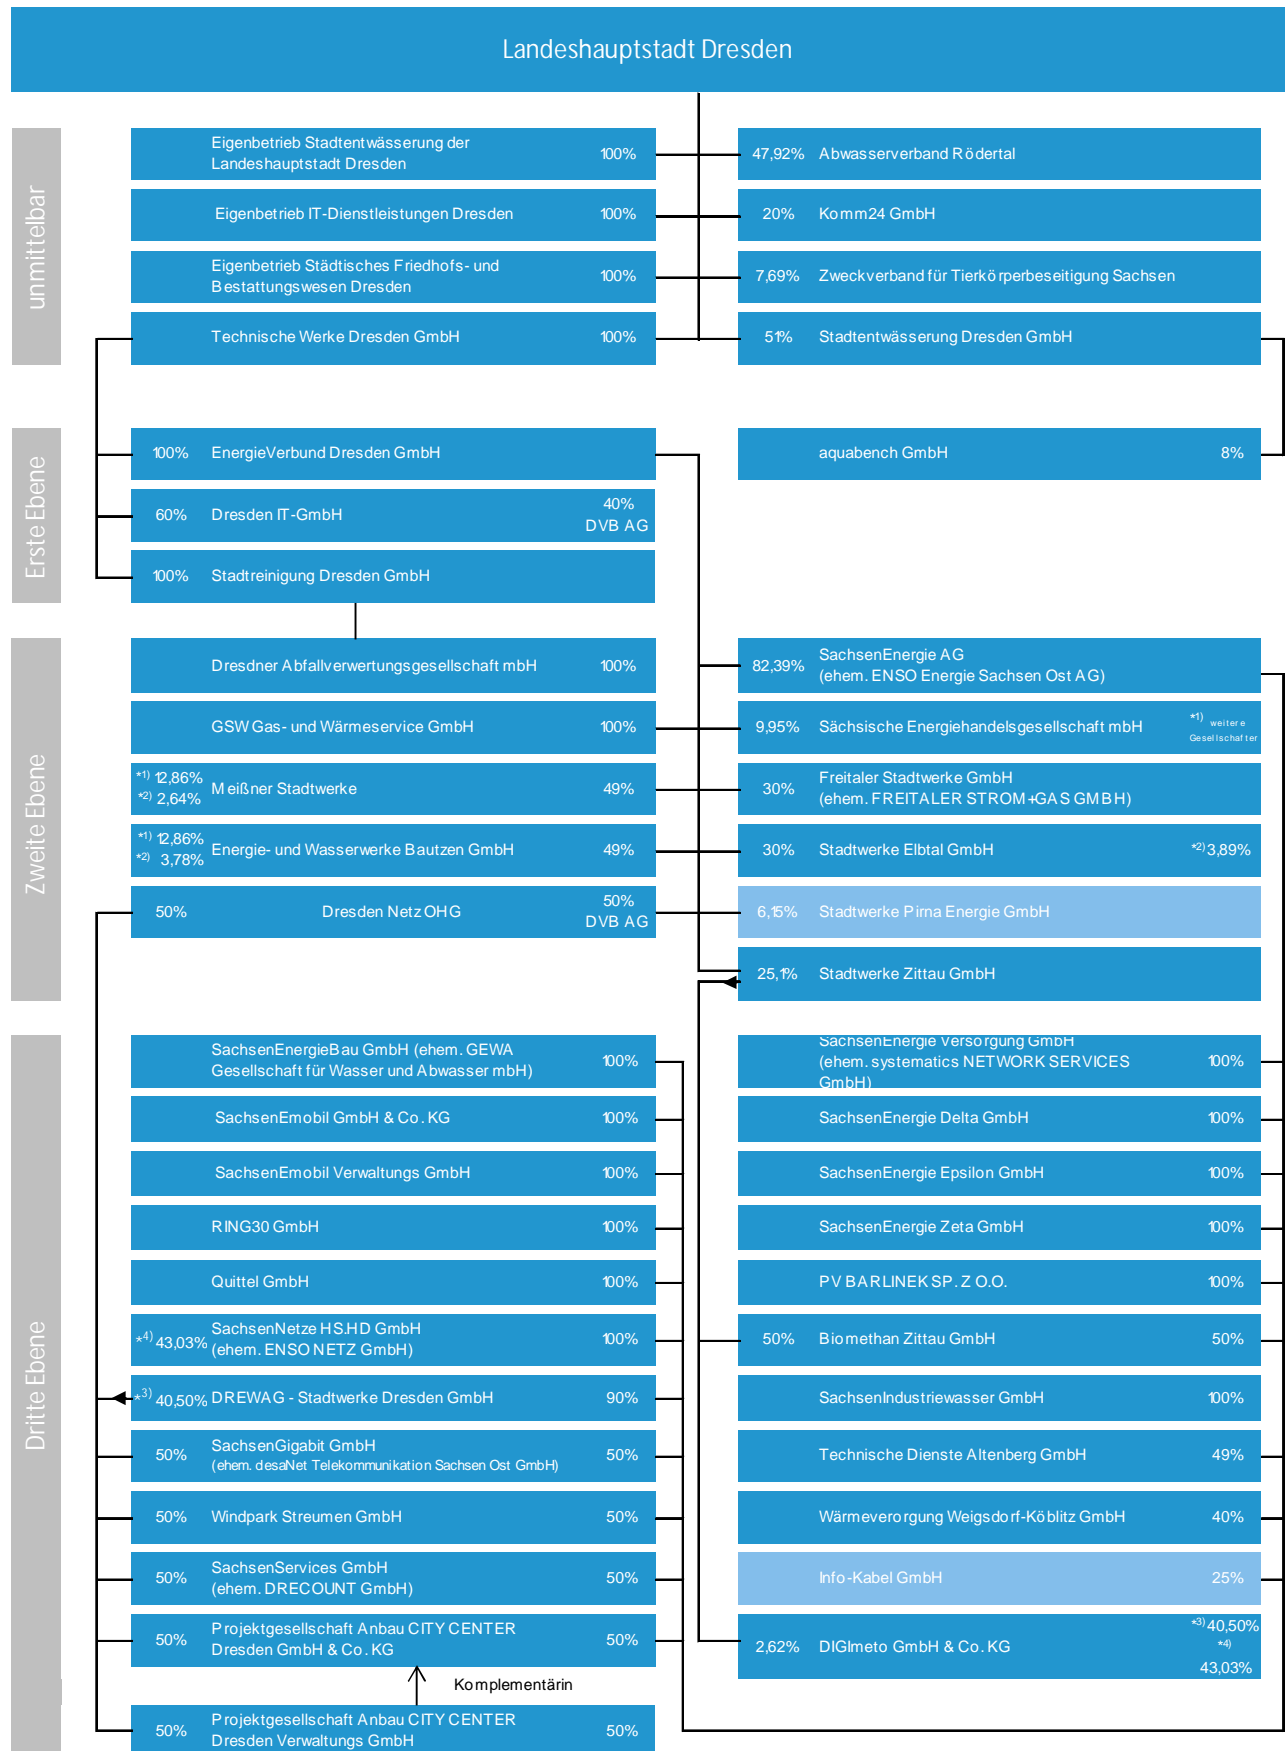 Landeshauptstadt Dresden
unmittelbar
Eigenbetrieb Stadtentwässerung der
Landeshauptstadt Dresden
100%
47,92% Abwasserverband Rödertal
Eigenbetrieb IT-Dienstleistungen Dresden 100%
20% Komm24 GmbH
Eigenbetrieb Städtisches Friedhofs- und
Bestattungswesen Dresden
100%
7,69% Zweckverband für Tierkörperbeseitigung Sachsen
Technische Werke Dresden GmbH 100%
51% Stadtentwässerung Dresden GmbH
Erste Ebene
100% EnergieVerbund Dresden GmbH
aquabench GmbH 8%
60% Dresden IT-GmbH
40%
DVB AG
100% Stadtreinigung Dresden GmbH
Zweite Ebene
Dresdner Abfallverwertungsgesellschaft mbH 100%
82,39%
SachsenEnergie AG
(ehem. ENSO Energie Sachsen Ost AG)
GSW Gas- und Wärmeservice GmbH 100%
9,95% Sächsische Energiehandelsgesellschaft mbH
*1) weitere
Gesellschafter
*1) 12,86%
*2) 2,64%
Meißner Stadtwerke 49%
30%
Freitaler Stadtwerke GmbH
(ehem. FREITALER STROM+GAS GMBH)
*1) 12,86%
*2) 3,78%
Energie- und Wasserwerke Bautzen GmbH 49%
30% Stadtwerke Elbtal GmbH *2) 3,89%
50% Dresden Netz OHG
50%
DVB AG
6,15% Stadtwerke Pirna Energie GmbH
25,1% Stadtwerke Zittau GmbH
Dritte Ebene
SachsenEnergieBau GmbH (ehem. GEWA
Gesellschaft für Wasser und Abwasser mbH)
100%
SachsenEnergie Versorgung GmbH
(ehem. systematics NETWORK SERVICES
GmbH)
100%
SachsenEmobil GmbH & Co. KG 100%
SachsenEnergie Delta GmbH 100%
SachsenEmobil Verwaltungs GmbH 100%
SachsenEnergie Epsilon GmbH 100%
RING30 GmbH 100%
SachsenEnergie Zeta GmbH 100%
Quittel GmbH 100%
PV BARLINEK SP. Z O.O. 100%
*4) 43,03%
SachsenNetze HS.HD GmbH
(ehem. ENSO NETZ GmbH)
100%
50% Biomethan Zittau GmbH 50%
*3) 40,50% DREWAG - Stadtwerke Dresden GmbH 90%
SachsenIndustriewasser GmbH 100%
50%
SachsenGigabit GmbH
(ehem. desaNet Telekommunikation Sachsen Ost GmbH)
50%
Technische Dienste Altenberg GmbH 49%
50% Windpark Streumen GmbH 50%
Wärmeverorgung Weigsdorf-Köblitz GmbH 40%
50%
SachsenServices GmbH
(ehem. DRECOUNT GmbH)
50%
Info-Kabel GmbH 25%
50%
Projektgesellschaft Anbau CITY CENTER
Dresden GmbH & Co. KG
50%
2,62% DIGImeto GmbH & Co. KG
*3) 40,50%
*4)
43,03%
Komplementärin
50%
Projektgesellschaft Anbau CITY CENTER
Dresden Verwaltungs GmbH
50%